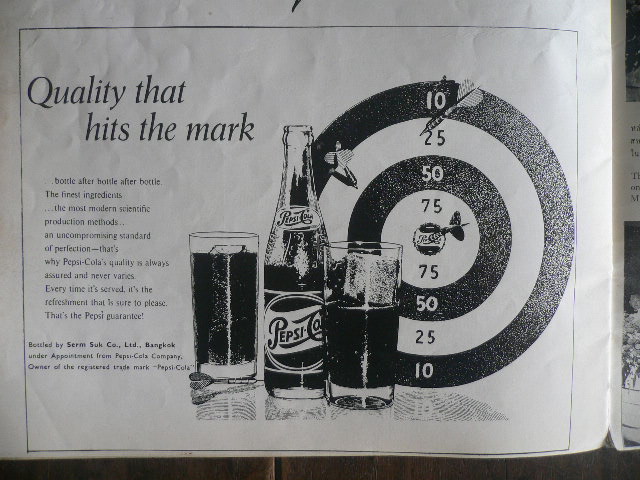 Quality that
hits the mark
...bottle after bottle after bottle.
The finest ingredients
...the most modern scientific
production methods...
an uncompromising standard
of perfection—that's
why Pepsi-Cola's quality is always
assured and never varies.
Every time it's served, it's the
refreshment that is sure to please.
That's the Pepsi guarantee!
Bottled by Serm Suk Co., Ltd., Bangkok
under Appointment from Pepsi-Cola Company,
Owner of the registered trade mark "Pepsi-Cola"
Pepsi-Cola
PEPSI-CO
10
25
50
75
75
50
25
10